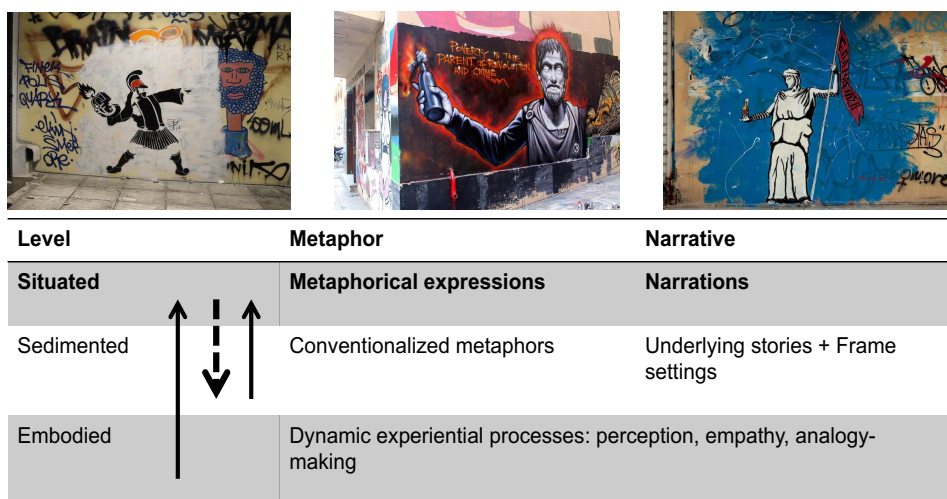 POVERTY IS THE
PARENT OF REVOLUTION
AND CRIME
Level Metaphor Narrative
Situated Metaphorical expressions Narrations
Sedimented Conventionalized metaphors Underlying stories + Frame
settings
Embodied Dynamic experiential processes: perception, empathy, analogy-
making